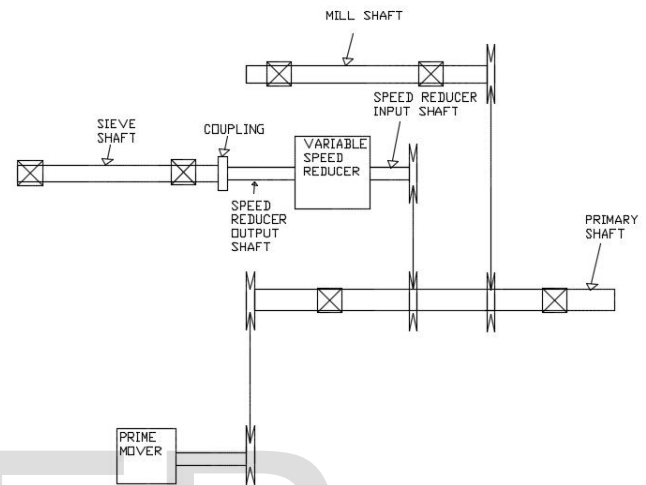 MILL SHAFT
SPEED REDUCER
INPUT SHAFT
SIEVE
SHAFT
COUPLING
VARIABLE
SPEED
REDUCER
SPEED
REDUCER
OUTPUT
SHAFT
PRIMARY
SHAFT
PRIME
MOVER